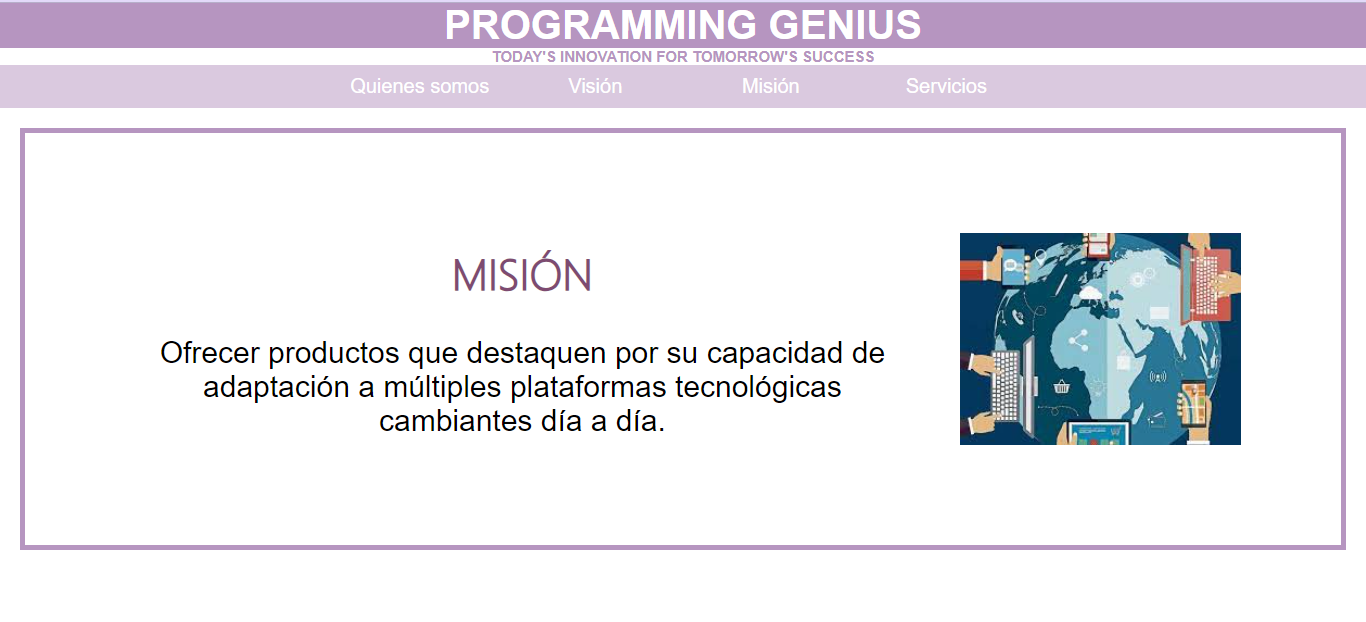 PROGRAMMING GENIUS
TODAY'S INNOVATION FOR TOMORROW'S SUCCESS
Quienes somos Visión Misión Servicios
MISIÓN
Ofrecer productos que destaquen por su capacidad de
adaptación a múltiples plataformas tecnológicas
cambiantes día a día.